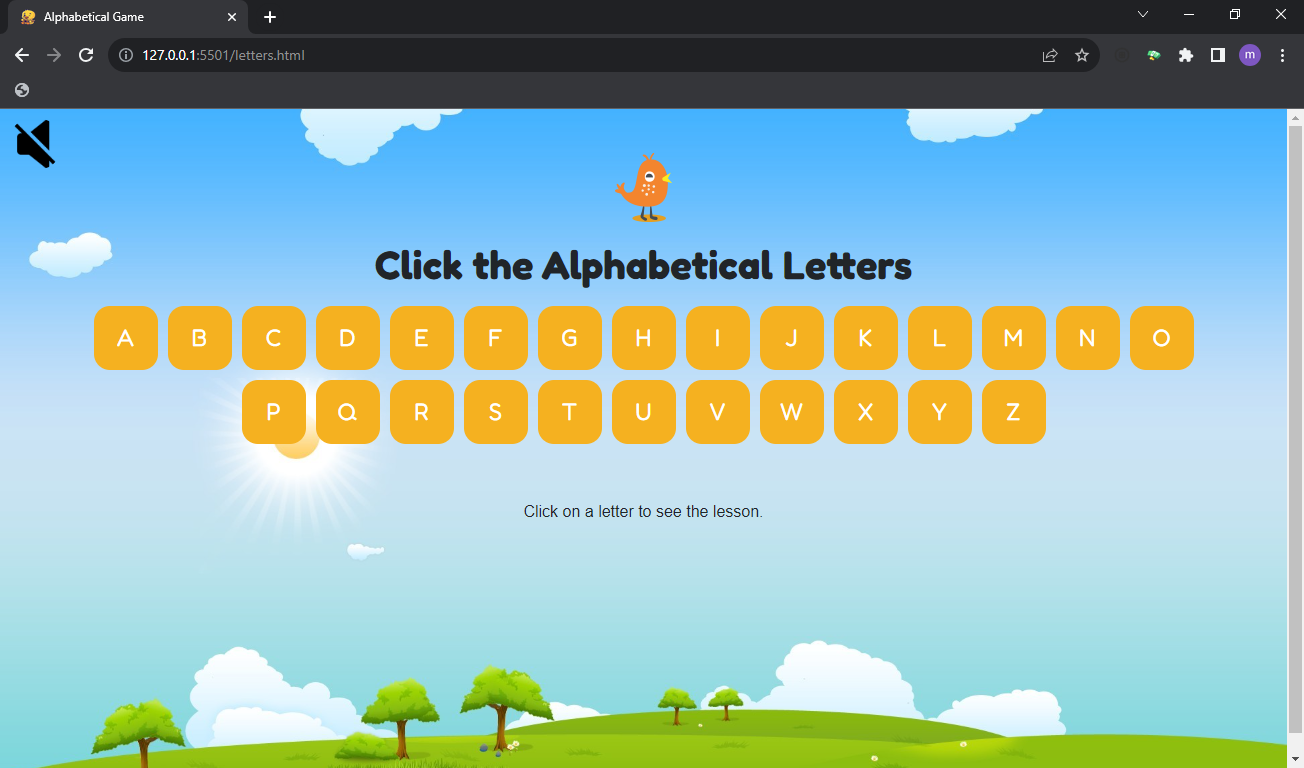 Alphabetical Game
127.0.0.1:5501/letters.html
m
Click the Alphabetical Letters
A B C D E F G H I J K L M N O
P Q R S T U V W X Y Z
Click on a letter to see the lesson.